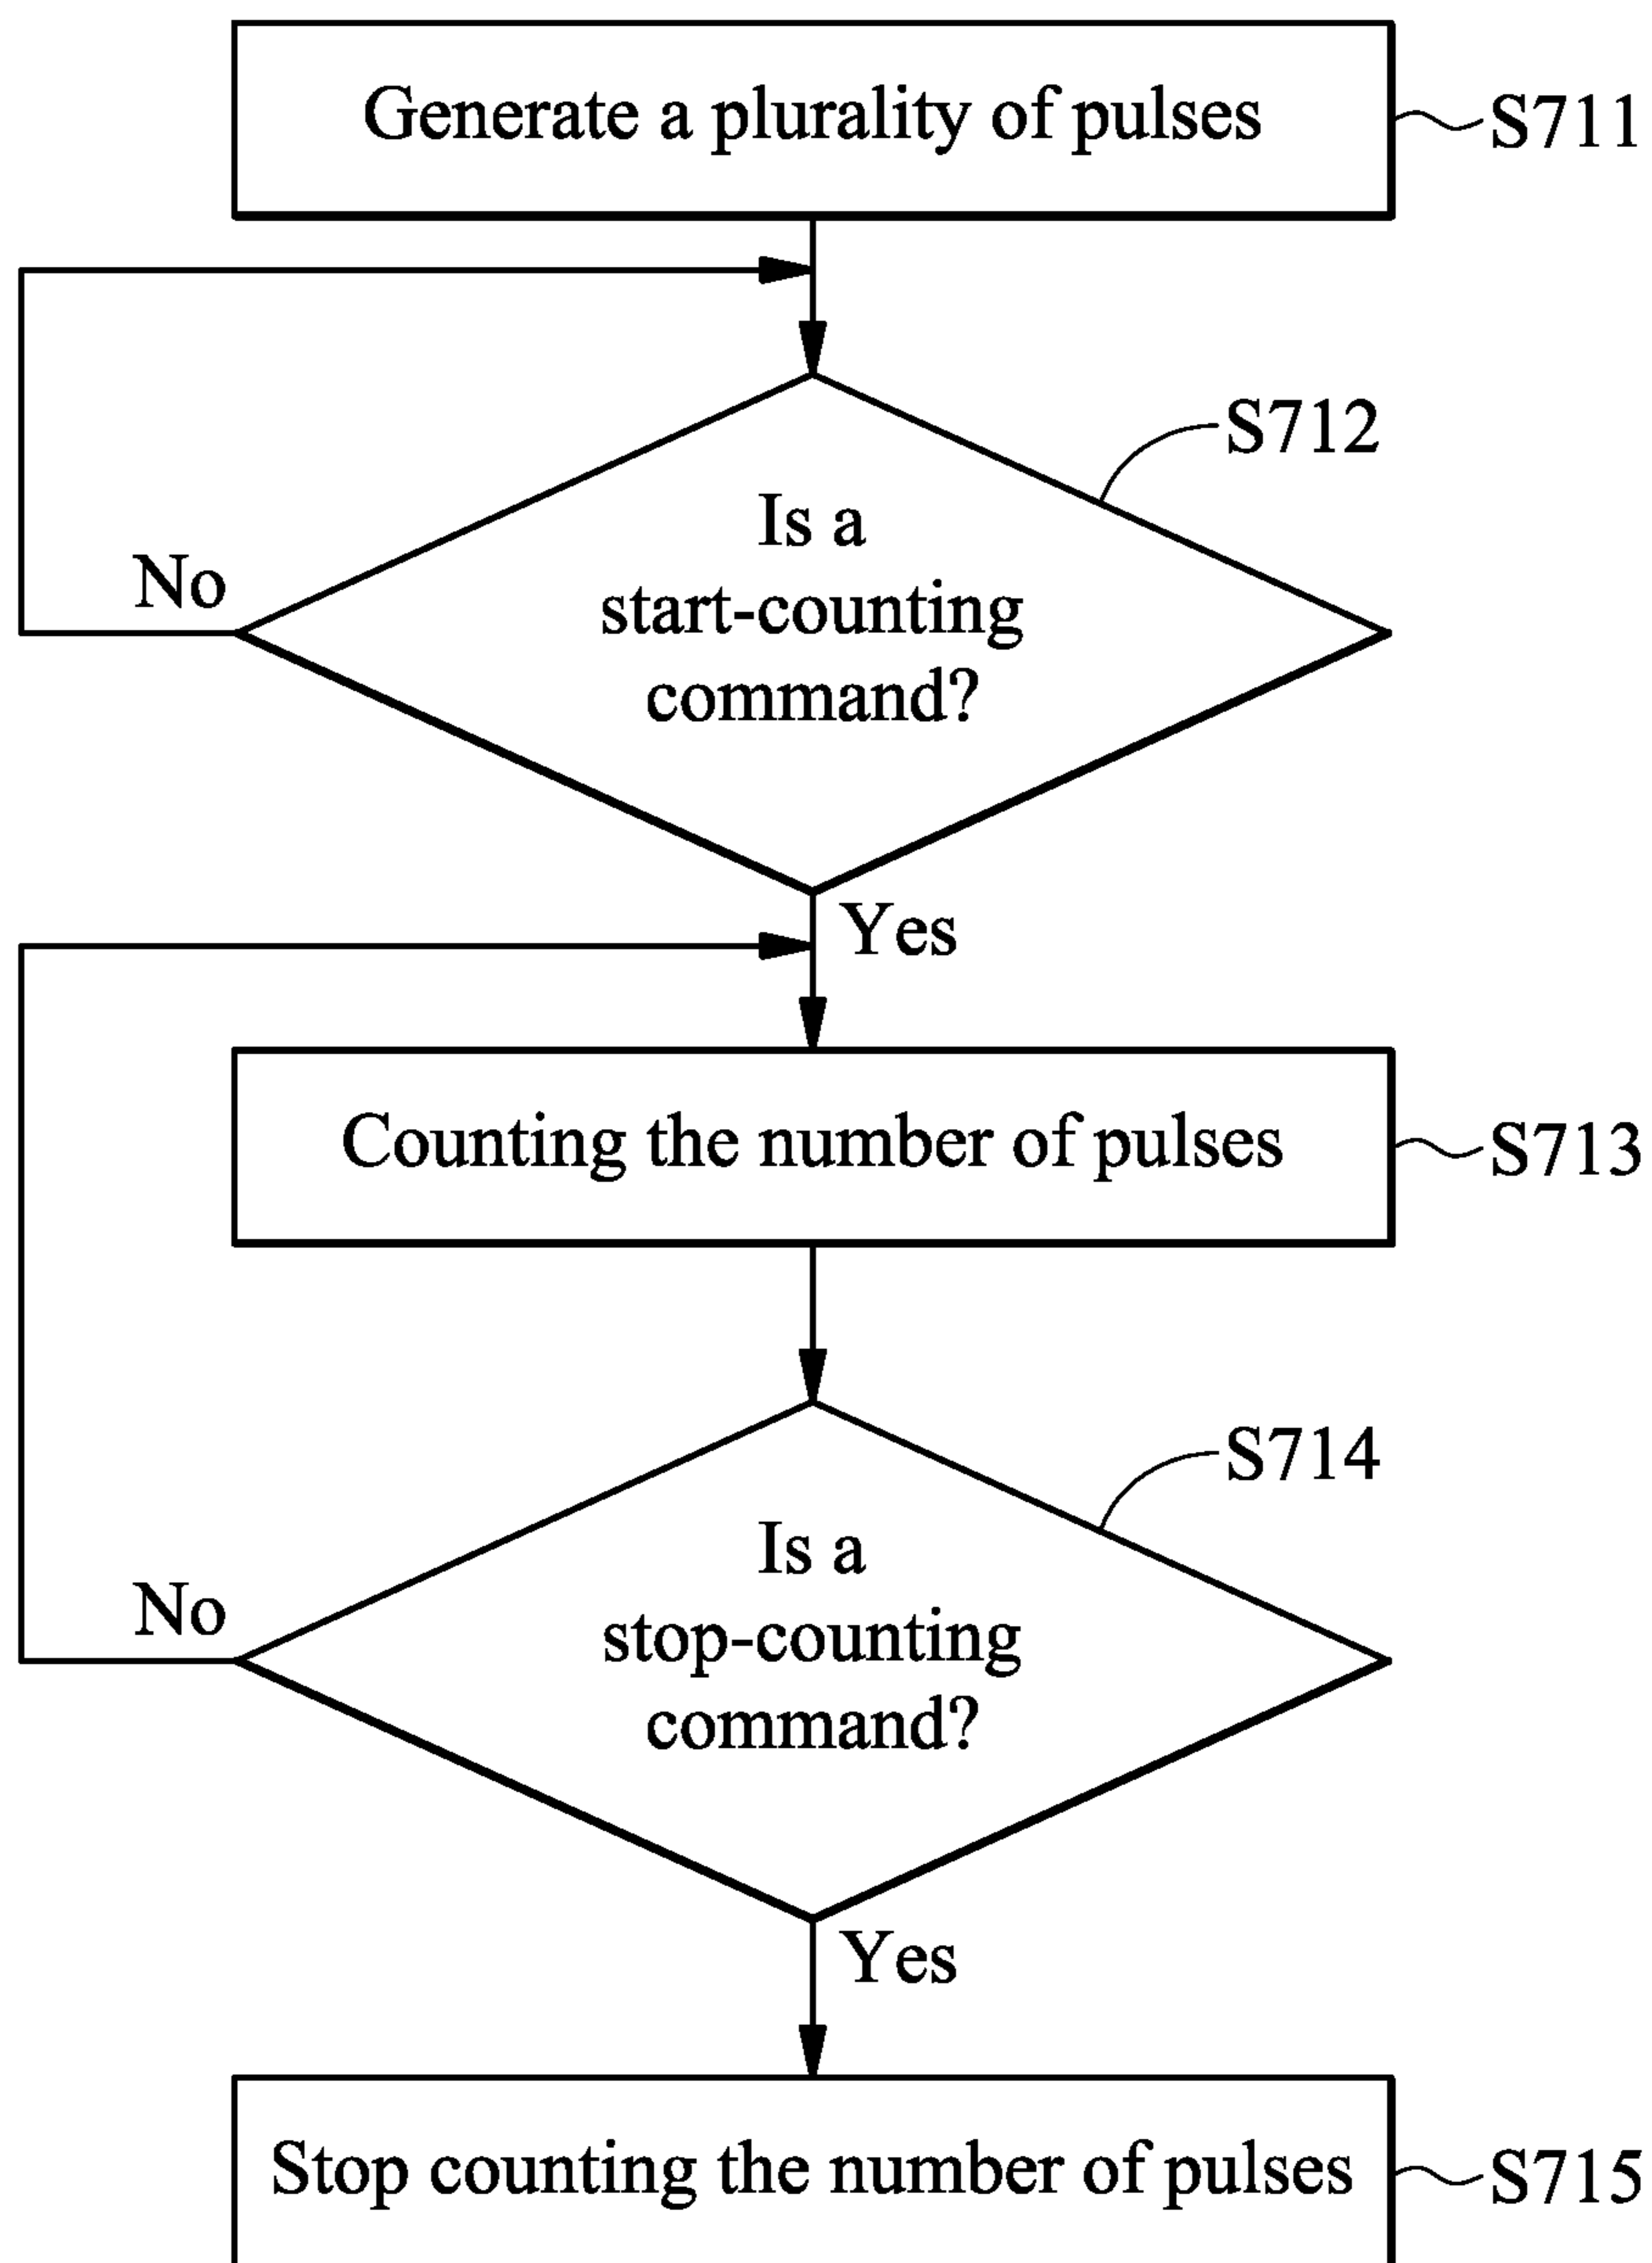 Generate a plurality of pulses
S711
S712
Is a
start-counting
command?
No
Yes
Counting the number of pulses
S713
S714
Is a
stop-counting
command?
No
Yes
Stop counting the number of pulses
S715